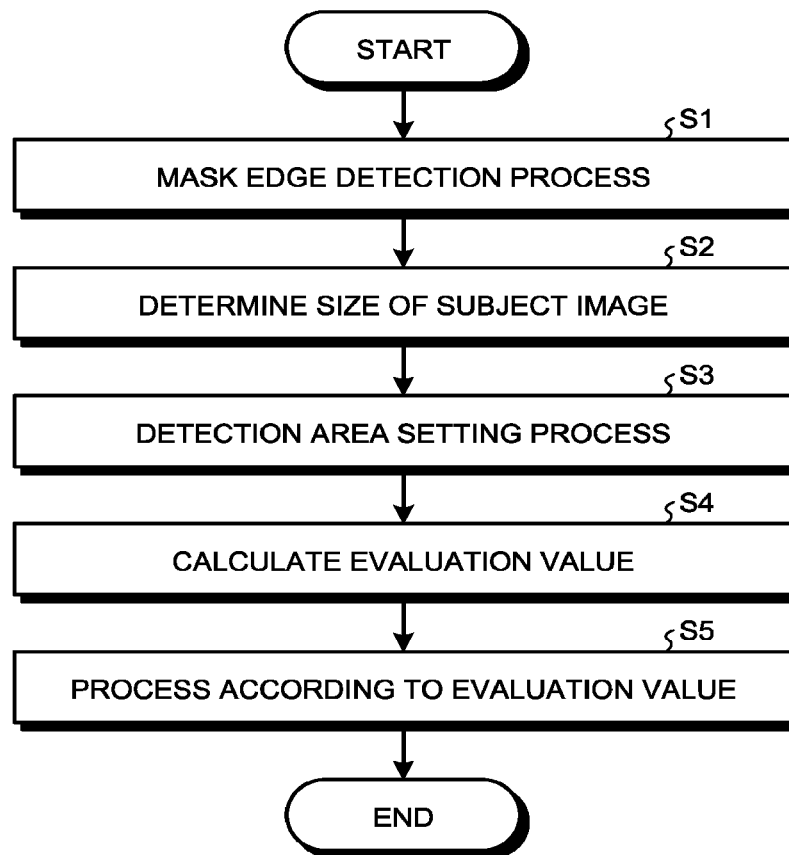 START
S1
MASK EDGE DETECTION PROCESS
S2
DETERMINE SIZE OF SUBJECT IMAGE
S3
DETECTION AREA SETTING PROCESS
S4
CALCULATE EVALUATION VALUE
S5
PROCESS ACCORDING TO EVALUATION VALUE
END